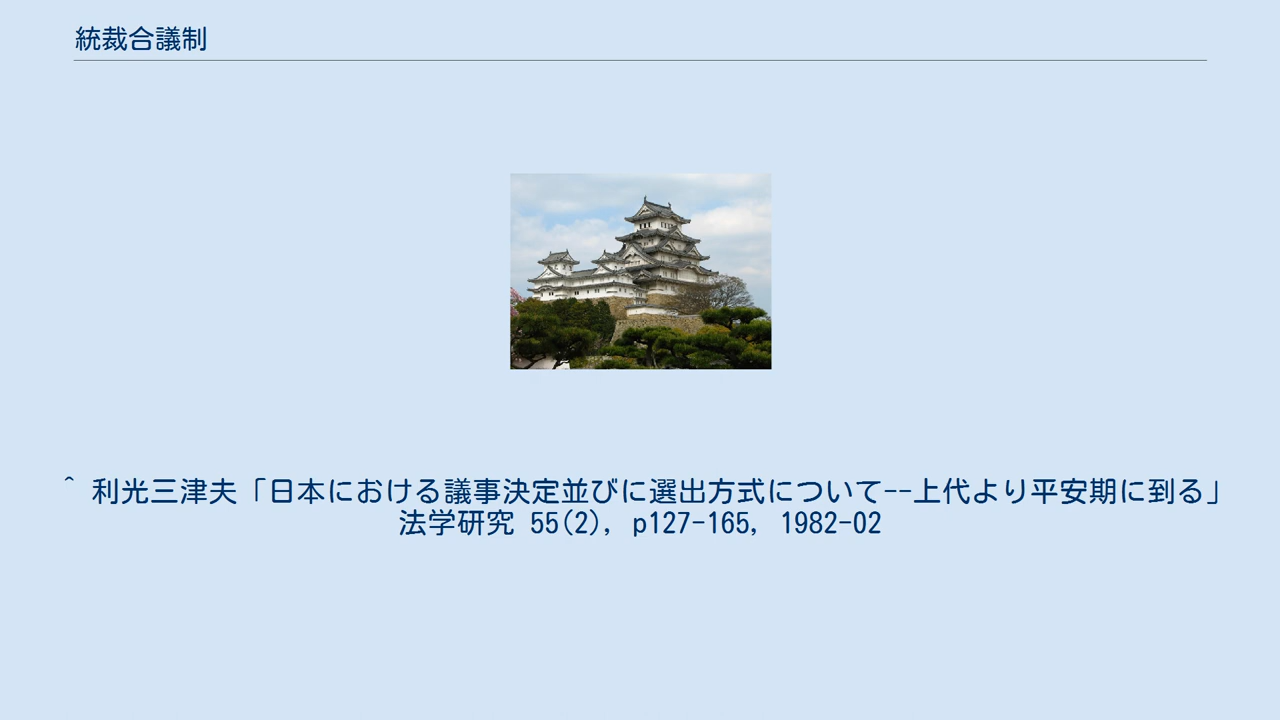 統裁合議制
^ 利光三津夫「日本における議事決定並びに選出方式について--上代より平安期に到る」
法学研究 55(2), p127-165, 1982-02